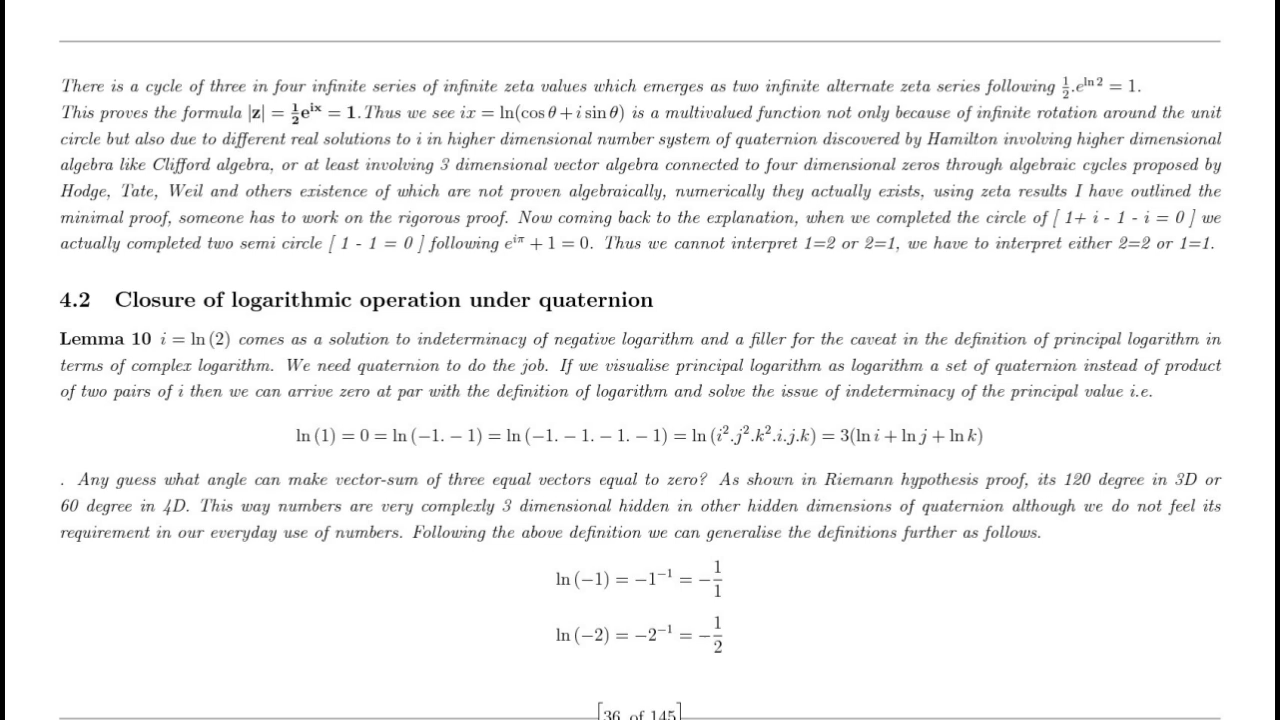 There is a cycle of three in four infinite series of infinite zeta values which emerges as two infinite alternate zeta series following \frac{1}{2}.e^{\ln 2} = 1.
This proves the formula |z| = \frac{1}{2}e^{ix} = 1. Thus we see ix = ln(cos θ + i sin θ) is a multivalued function not only because of infinite rotation around the unit
circle but also due to different real solutions to i in higher dimensional number system of quaternion discovered by Hamilton involving higher dimensional
algebra like Clifford algebra, or at least involving 3 dimensional vector algebra connected to four dimensional zeros through algebraic cycles proposed by
Hodge, Tate, Weil and others existence of which are not proven algebraically, numerically they actually exists, using zeta results I have outlined the
minimal proof, someone has to work on the rigorous proof. Now coming back to the explanation, when we completed the circle of [ 1+ i - 1 - i = 0 ] we
actually completed two semi circle [ 1 - 1 = 0 ] following e^{iπ} + 1 = 0. Thus we cannot interpret 1=2 or 2=1, we have to interpret either 2=2 or 1=1.
4.2 Closure of logarithmic operation under quaternion
Lemma 10 i = ln (2) comes as a solution to indeterminacy of negative logarithm and a filler for the caveat in the definition of principal logarithm in
terms of complex logarithm. We need quaternion to do the job. If we visualise principal logarithm as logarithm a set of quaternion instead of product
of two pairs of i then we can arrive zero at par with the definition of logarithm and solve the issue of indeterminacy of the principal value i.e.
ln (1) = 0 = ln (−1. − 1) = ln (−1. − 1. − 1. − 1) = ln (i².j².k².i.j.k) = 3(ln i + ln j + ln k)
. Any guess what angle can make vector-sum of three equal vectors equal to zero? As shown in Riemann hypothesis proof, its 120 degree in 3D or
60 degree in 4D. This way numbers are very complexly 3 dimensional hidden in other hidden dimensions of quaternion although we do not feel its
requirement in our everyday use of numbers. Following the above definition we can generalise the definitions further as follows.
ln (−1) = −1^{-1} = −\frac{1}{1}
ln (−2) = −2^{-1} = −\frac{1}{2}
[36 of 145]